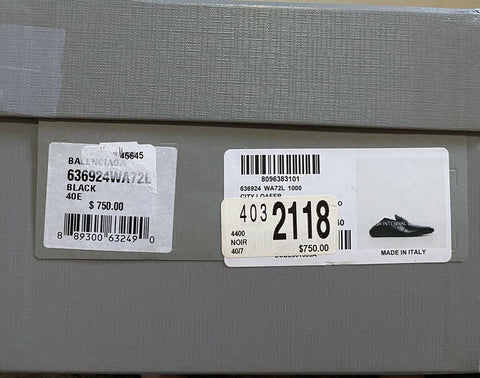 45645
BALENCIAGA
636924WA72L
BLACK
40E
$ 750.00
8 89300 63249 0
8096383101
636924 WA72L 1000
CITY LOAFER
403 2118
4400
NOIR
40/7
$750.00
MADE IN ITALY